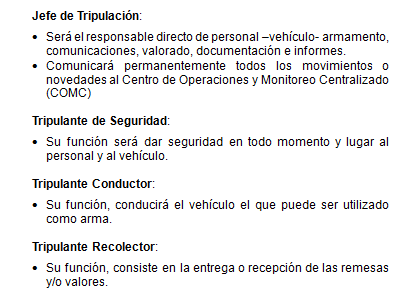 Jefe de Tripulación:
• Será el responsable directo de personal –vehículo- armamento,
comunicaciones, valorado, documentación e informes.
• Comunicará permanentemente todos los movimientos o
novedades al Centro de Operaciones y Monitoreo Centralizado
(COMC)
Tripulante de Seguridad:
• Su función será dar seguridad en todo momento y lugar al
personal y al vehículo.
Tripulante Conductor:
• Su función, conducirá el vehículo el que puede ser utilizado
como arma.
Tripulante Recolector:
• Su función, consiste en la entrega o recepción de las remesas
y/o valores.